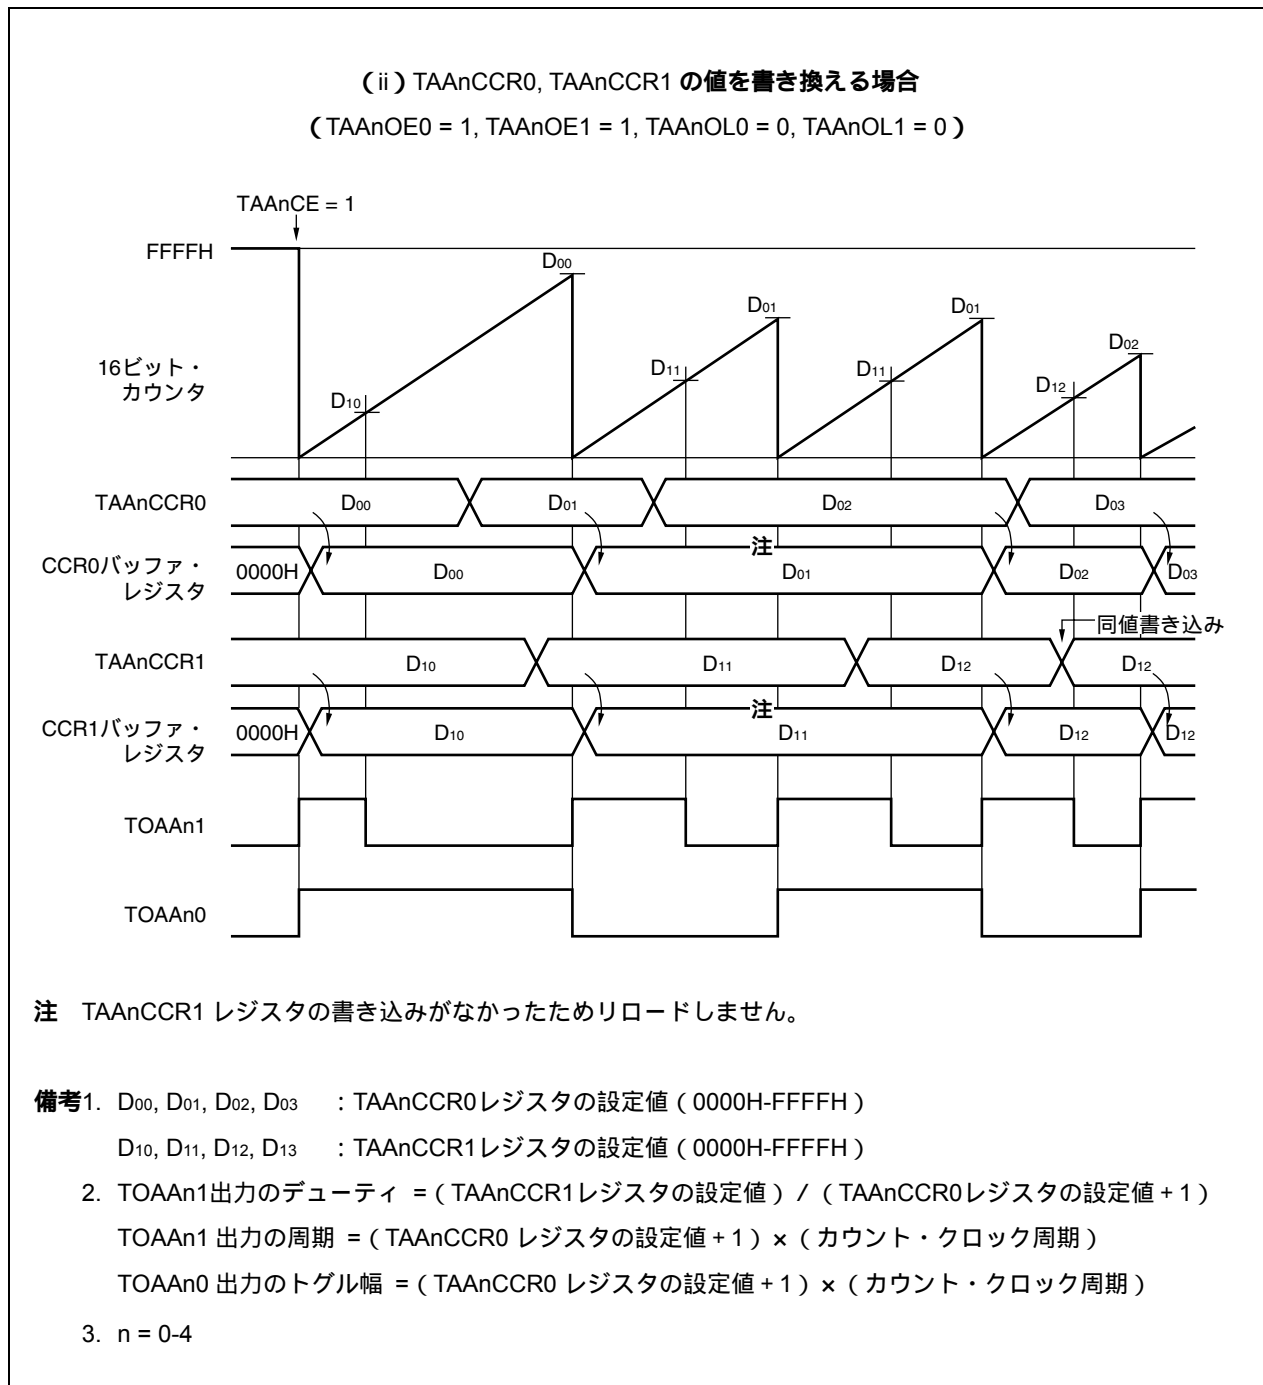 （ii）TAAnCCR0, TAAnCCR1 の値を書き換える場合
（TAAnOE0 = 1, TAAnOE1 = 1, TAAnOL0 = 0, TAAnOL1 = 0）
TAAnCE = 1
FFFFH
D00
D01
D01
D02
16ビット・
カウンタ
D10
D11
D11
D12
TAAnCCR0
D00
D01
D02
D03
注
CCR0バッファ・
レジスタ
0000H
D00
D01
D02
D03
同値書き込み
TAAnCCR1
D10
D11
D12
D12
注
CCR1バッファ・
レジスタ
0000H
D10
D11
D12
D12
TOAAn1
TOAAn0
注 TAAnCCR1 レジスタの書き込みがなかったためリロードしません。
備考1. D00, D01, D02, D03 ：TAAnCCR0レジスタの設定値（0000H-FFFFH）
D10, D11, D12, D13 ：TAAnCCR1レジスタの設定値（0000H-FFFFH）
2. TOAAn1出力のデューティ =（TAAnCCR1レジスタの設定値）/（TAAnCCR0レジスタの設定値 + 1）
TOAAn1 出力の周期 =（TAAnCCR0 レジスタの設定値 + 1）×（カウント・クロック周期）
TOAAn0 出力のトグル幅 =（TAAnCCR0 レジスタの設定値 + 1）×（カウント・クロック周期）
3. n = 0-4